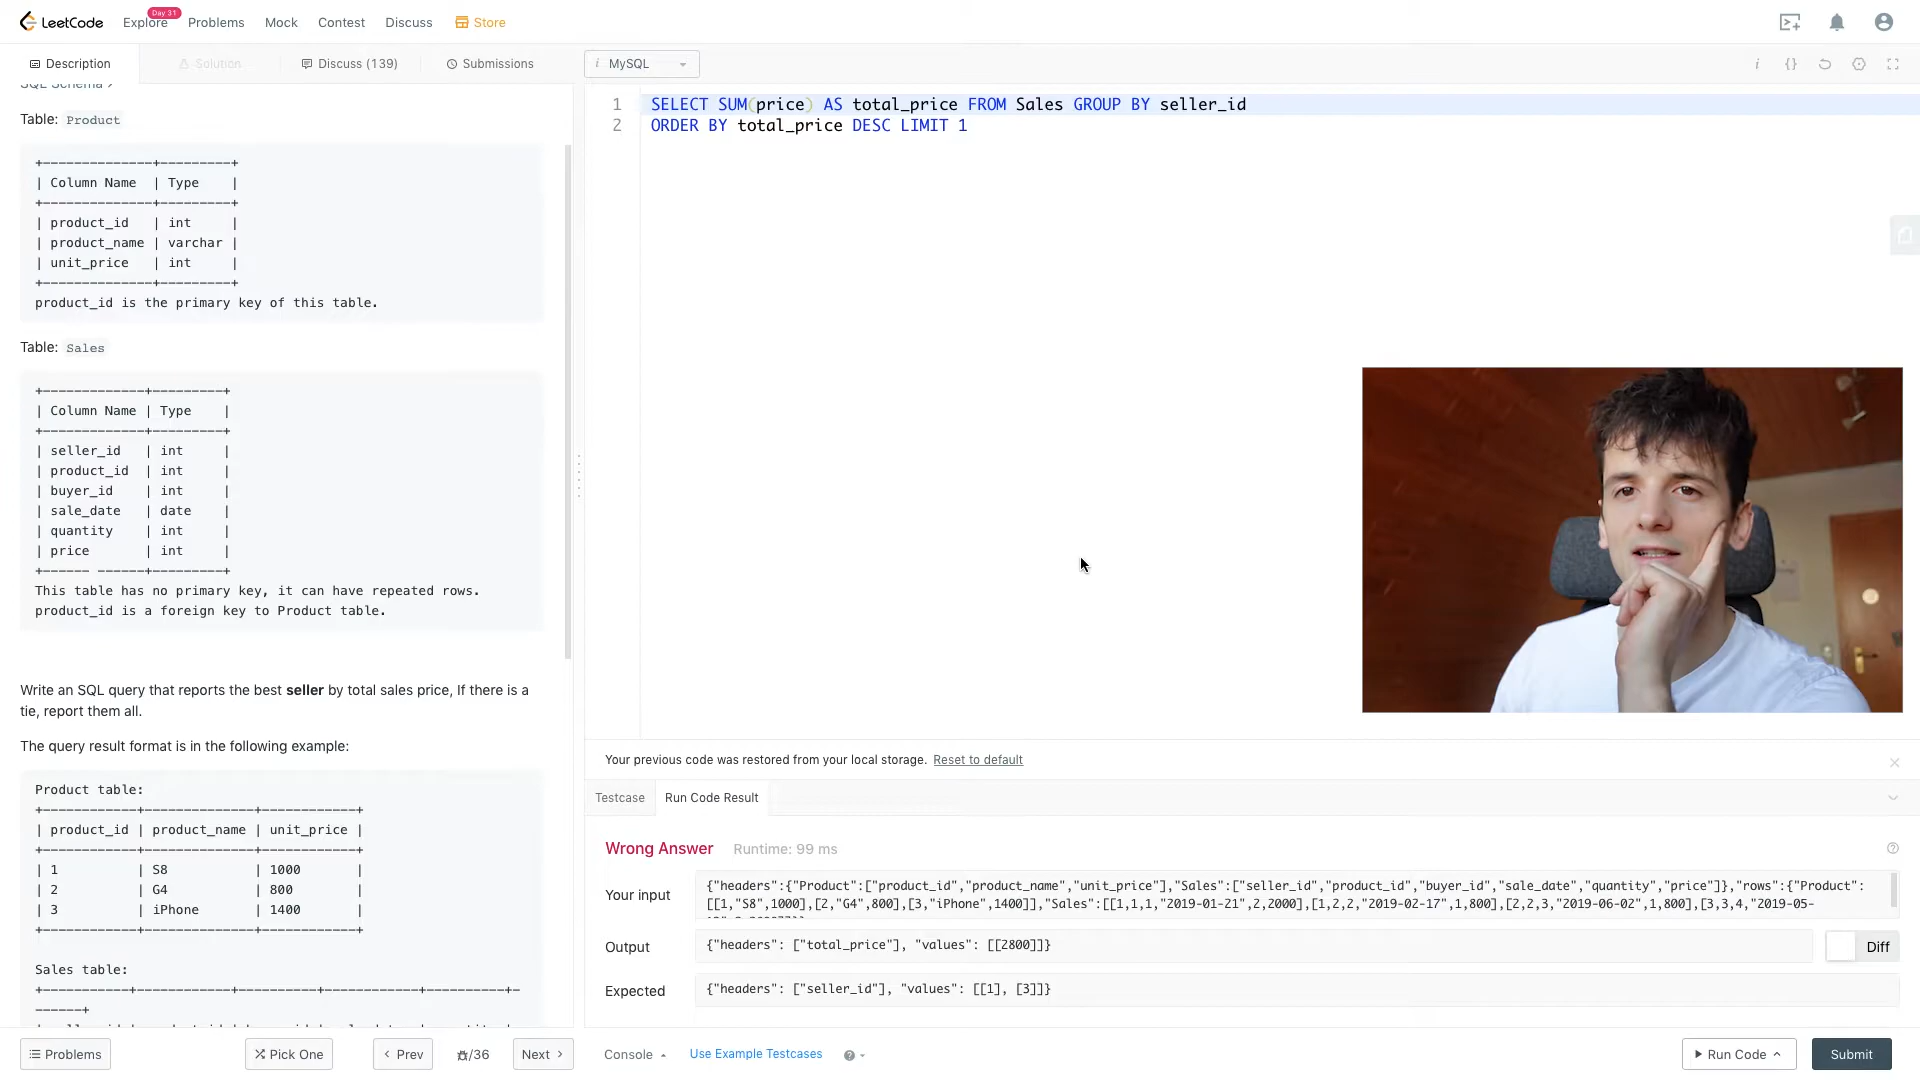 LeetCode
Explore
Day 31
Problems
Mock
Contest
Discuss
Store
Description
Solution
Discuss (139)
Submissions
i MySQL
SQL Schema >
Table: Product
+--------------+---------+
| Column Name | Type |
+--------------+---------+
| product_id | int |
| product_name | varchar |
| unit_price | int |
+--------------+---------+
product_id is the primary key of this table.
Table: Sales
+-------------+---------+
| Column Name | Type |
+-------------+---------+
| seller_id | int |
| product_id | int |
| buyer_id | int |
| sale_date | date |
| quantity | int |
| price | int |
+------ ------+---------+
This table has no primary key, it can have repeated rows.
product_id is a foreign key to Product table.
Write an SQL query that reports the best seller by total sales price, If there is a
tie, report them all.
The query result format is in the following example:
Product table:
+------------+--------------+------------+
| product_id | product_name | unit_price |
+------------+--------------+------------+
| 1 | S8 | 1000 |
| 2 | G4 | 800 |
| 3 | iPhone | 1400 |
+------------+--------------+------------+
Sales table:
+-----------+------------+----------+------------+----------+-
------+
1 SELECT SUM(price) AS total_price FROM Sales GROUP BY seller_id
2 ORDER BY total_price DESC LIMIT 1
Your previous code was restored from your local storage. Reset to default
Testcase
Run Code Result
Wrong Answer
Runtime: 99 ms
Your input
{"headers":{"Product":["product_id","product_name","unit_price"],"Sales":["seller_id","product_id","buyer_id","sale_date","quantity","price"]},"rows":{"Product":
[[1,"S8",1000],[2,"G4",800],[3,"iPhone",1400]],"Sales":[[1,1,1,"2019-01-21",2,2000],[1,2,2,"2019-02-17",1,800],[2,2,3,"2019-06-02",1,800],[3,3,4,"2019-05-
Output
{"headers": ["total_price"], "values": [[2800]]}
Diff
Expected
{"headers": ["seller_id"], "values": [[1], [3]]}
Problems
Pick One
< Prev
/36
Next >
Console
Use Example Testcases
Run Code
Submit